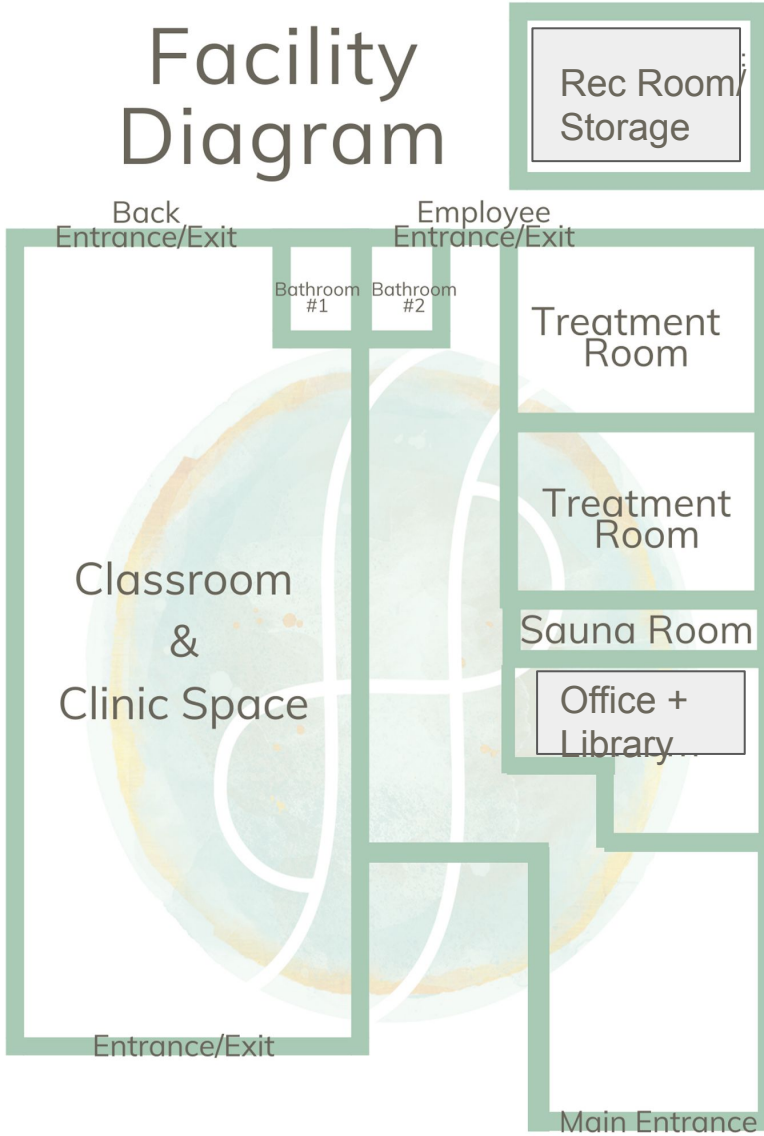 Facility
Diagram
Rec Room/
Storage
Back
Entrance/Exit
Employee
Entrance/Exit
Bathroom
#1
Bathroom
#2
Treatment
Room
Treatment
Room
Classroom
&
Clinic Space
Sauna Room
Office +
Library
Entrance/Exit
Main Entrance